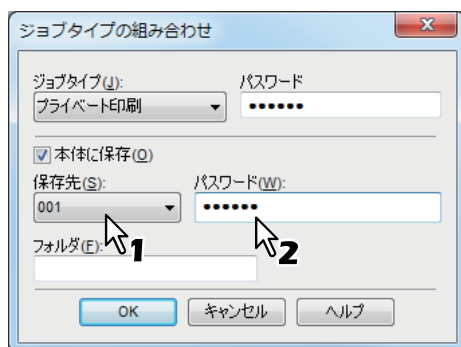 ジョブタイプの組み合わせ
ジョブタイプ(J): パスワード
プライベート印刷 ●●●●●●
本体に保存(O)
保存先(S): パスワード(W):
001 ●●●●●●
フォルダ(F): 1 2
OK キャンセル ヘルプ